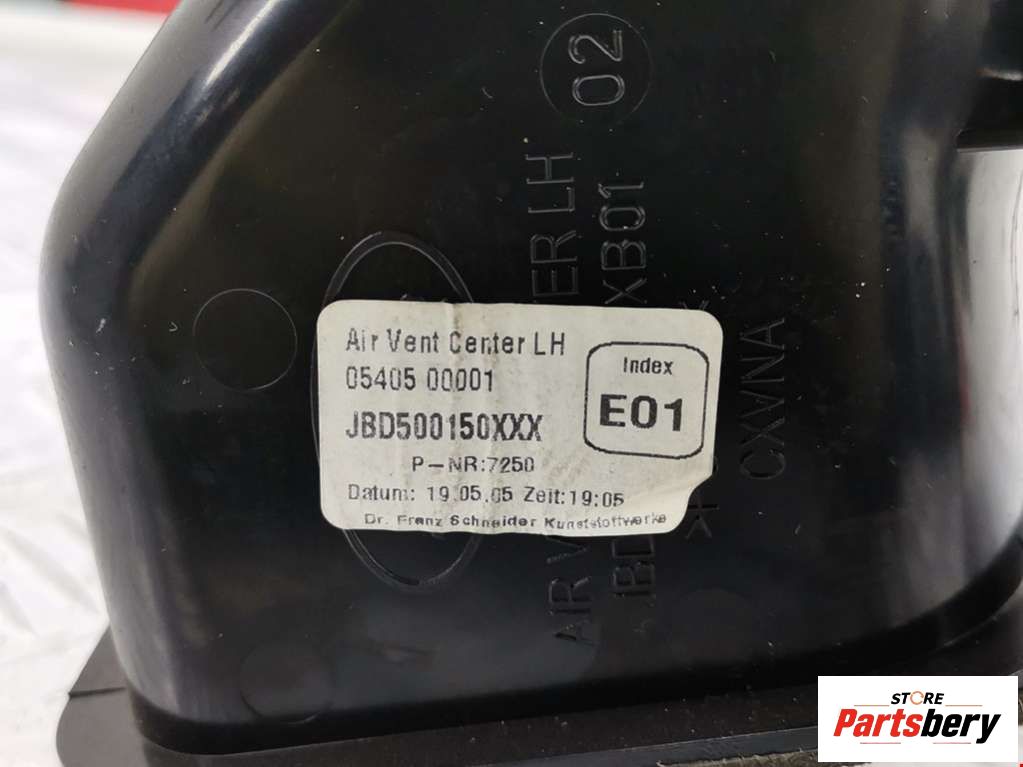 02
ER LH
XB01
Air Vent Center LH
05405 00001
JBD500150XXX
Index
E01
P-NR:7250
Datum: 19.05.05 Zeit:19:05
Dr. Franz Schneider Kunststoffwerke
AIR V
STORE
Partsbery